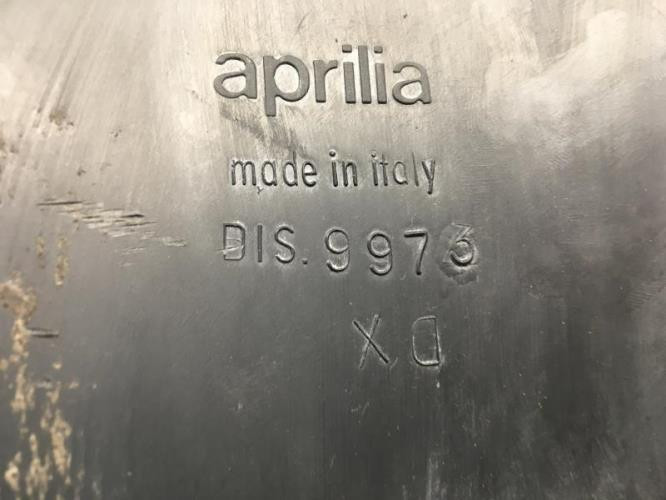 aprilia
made in italy
DIS. 9973
XD